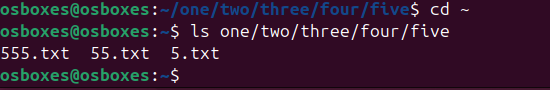 osboxes@osboxes:~/one/two/three/four/five$ cd ~
osboxes@osboxes:~$ ls one/two/three/four/five
555.txt  55.txt  5.txt
osboxes@osboxes:~$